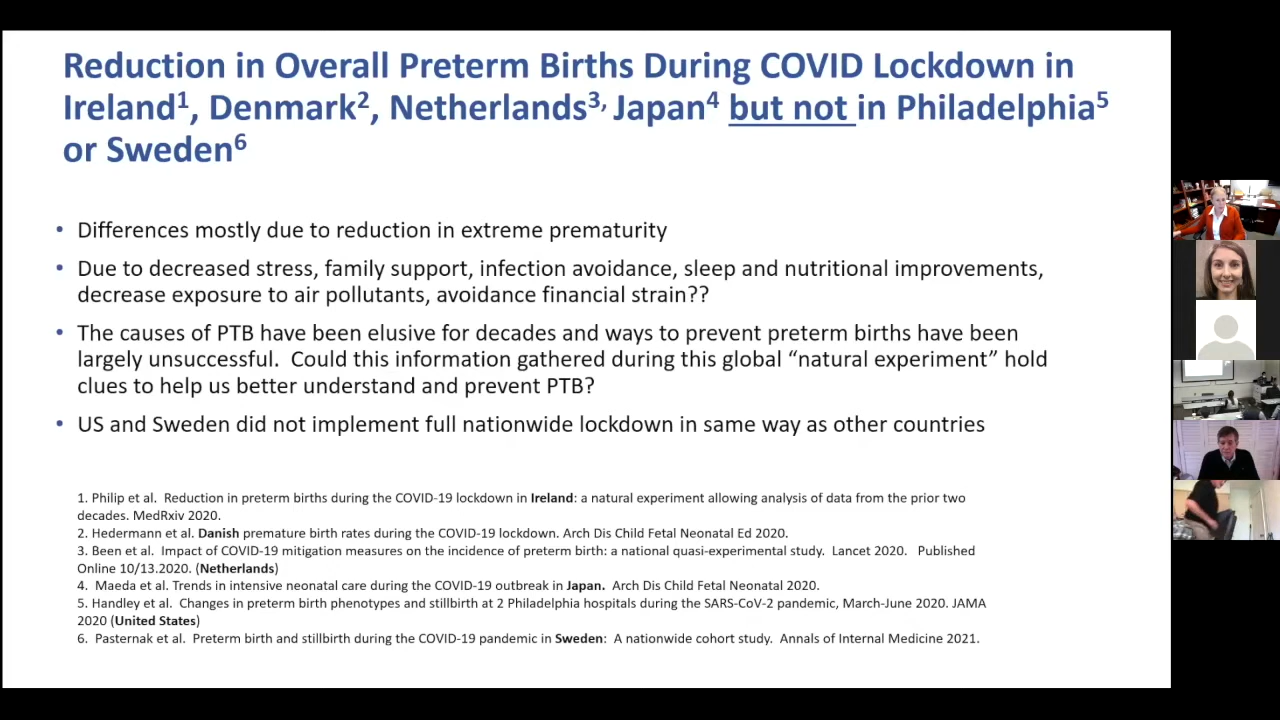 Reduction in Overall Preterm Births During COVID Lockdown in
Ireland¹, Denmark², Netherlands³, Japan⁴ but not in Philadelphia⁵
or Sweden⁶
• Differences mostly due to reduction in extreme prematurity
• Due to decreased stress, family support, infection avoidance, sleep and nutritional improvements,
decrease exposure to air pollutants, avoidance financial strain??
• The causes of PTB have been elusive for decades and ways to prevent preterm births have been
largely unsuccessful. Could this information gathered during this global “natural experiment” hold
clues to help us better understand and prevent PTB?
• US and Sweden did not implement full nationwide lockdown in same way as other countries
1. Philip et al. Reduction in preterm births during the COVID-19 lockdown in Ireland: a natural experiment allowing analysis of data from the prior two
decades. MedRxiv 2020.
2. Hedermann et al. Danish premature birth rates during the COVID-19 lockdown. Arch Dis Child Fetal Neonatal Ed 2020.
3. Been et al. Impact of COVID-19 mitigation measures on the incidence of preterm birth: a national quasi-experimental study. Lancet 2020. Published
Online 10/13.2020. (Netherlands)
4. Maeda et al. Trends in intensive neonatal care during the COVID-19 outbreak in Japan. Arch Dis Child Fetal Neonatal 2020.
5. Handley et al. Changes in preterm birth phenotypes and stillbirth at 2 Philadelphia hospitals during the SARS-CoV-2 pandemic, March-June 2020. JAMA
2020 (United States)
6. Pasternak et al. Preterm birth and stillbirth during the COVID-19 pandemic in Sweden: A nationwide cohort study. Annals of Internal Medicine 2021.